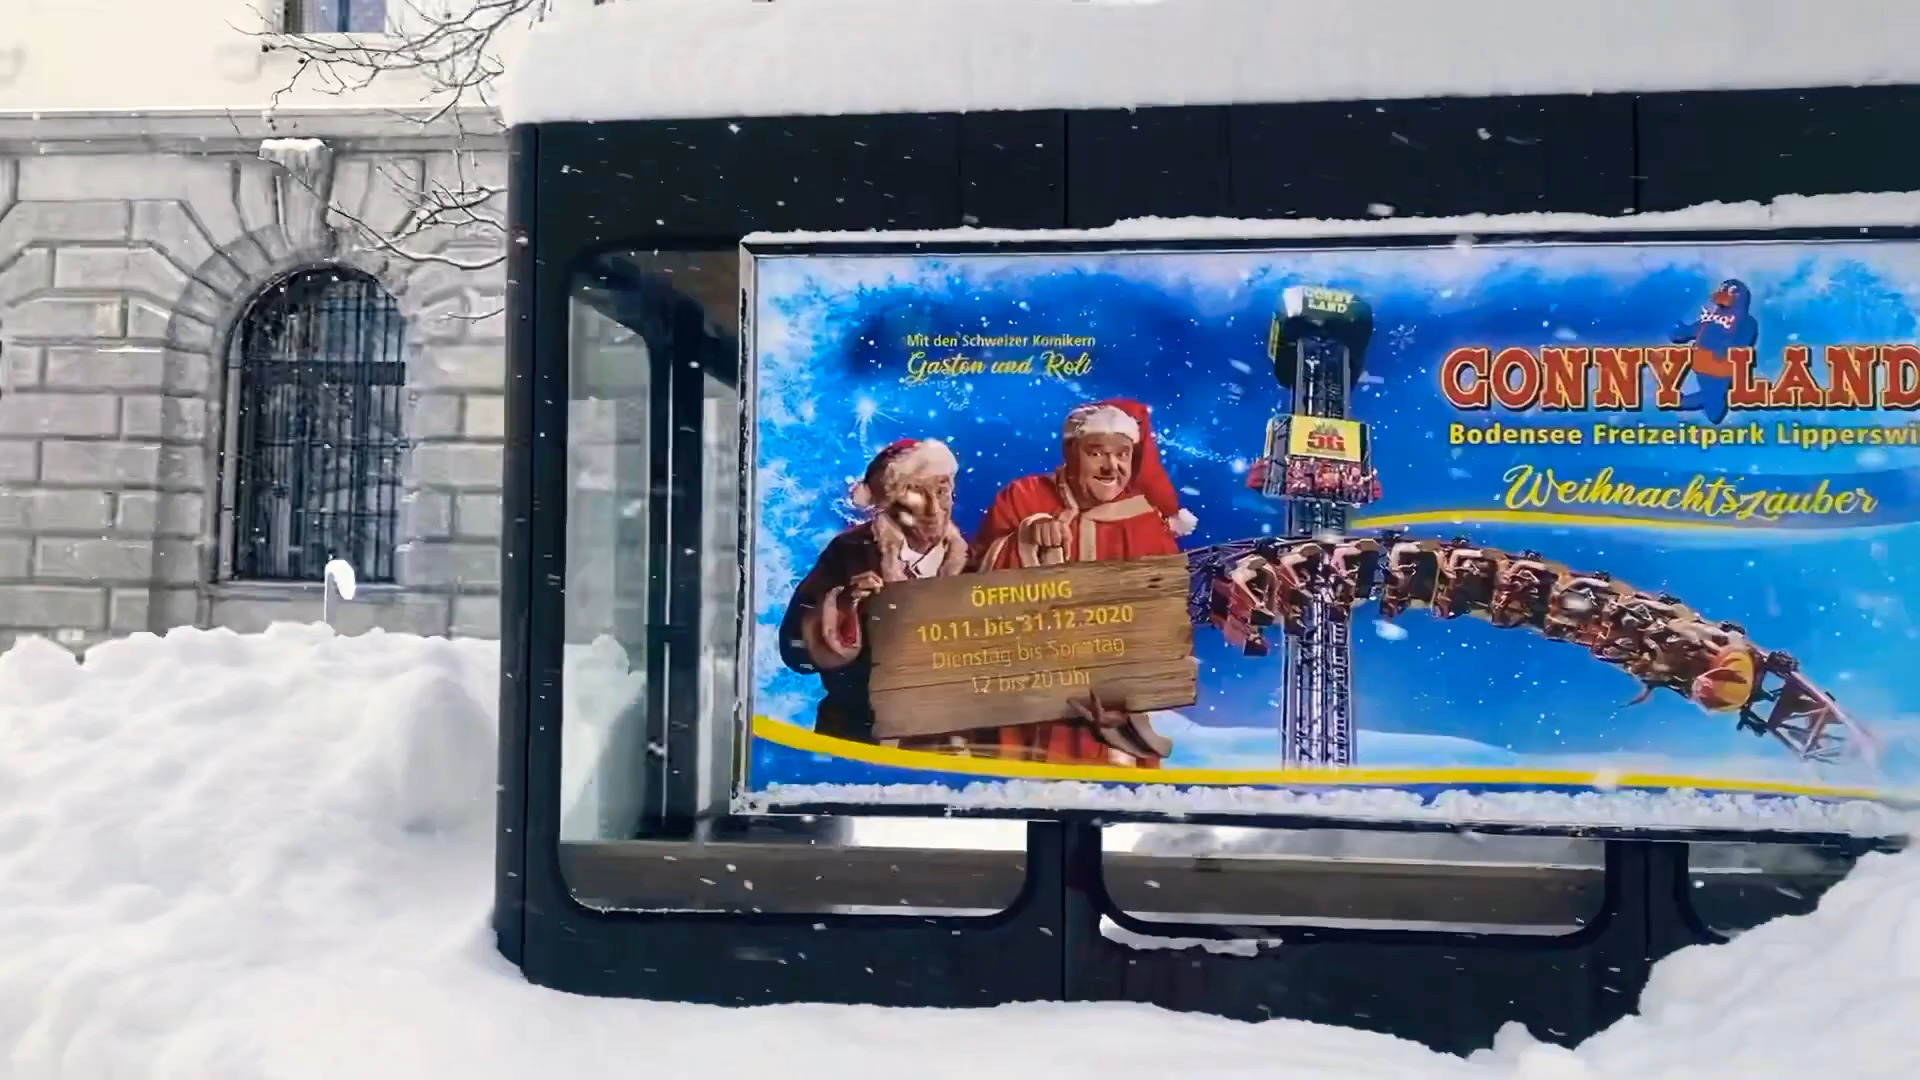 Mit den Schweizer Komikern
Gaston und Roli
CONNY LAND
CONNY LAND
Bodensee Freizeitpark Lipperswi
Weihnachtszauber
5G
ÖFFNUNG
10.11. bis 31.12.2020
Dienstag bis Sonntag
12 bis 20 Uhr